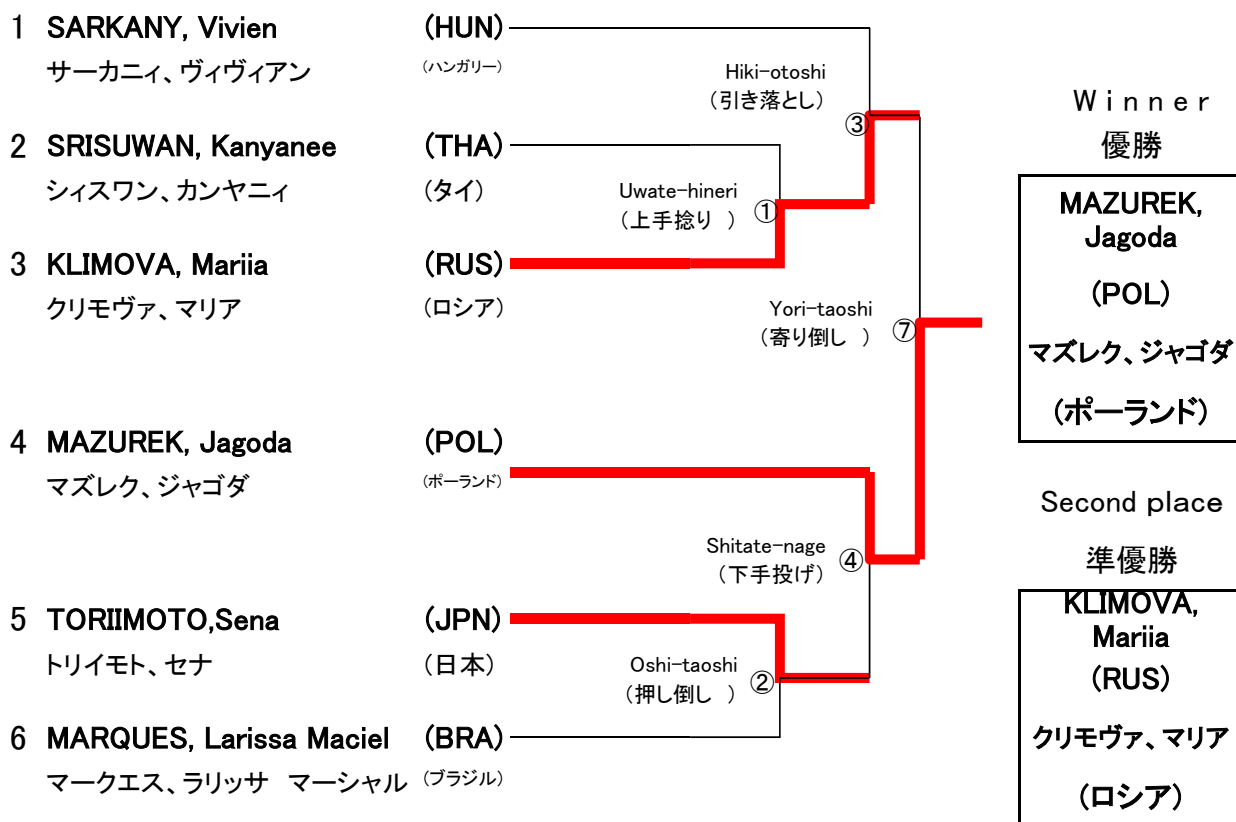 1 SARKANY, Vivien (HUN)
サーカニィ、ヴィヴィアン (ハンガリー)
Hiki-otoshi
(引き落とし)
③
2 SRISUWAN, Kanyanee (THA)
シィスワン、カンヤニィ (タイ)
Uwate-hineri
(上手捻り )
①
3 KLIMOVA, Mariia (RUS)
クリモヴァ、マリア (ロシア)
Yori-taoshi
(寄り倒し )
⑦
4 MAZUREK, Jagoda (POL)
マズレク、ジャゴダ (ポーランド)
Shitate-nage
(下手投げ)
④
5 TORIIMOTO,Sena (JPN)
トリイモト、セナ (日本)
Oshi-taoshi
(押し倒し )
②
6 MARQUES, Larissa Maciel (BRA)
マークエス、ラリッサ マーシャル (ブラジル)
Winner
優勝
MAZUREK,
Jagoda
(POL)
マズレク、ジャゴダ
(ポーランド)
Second place
準優勝
KLIMOVA,
Mariia
(RUS)
クリモヴァ、マリア
(ロシア)